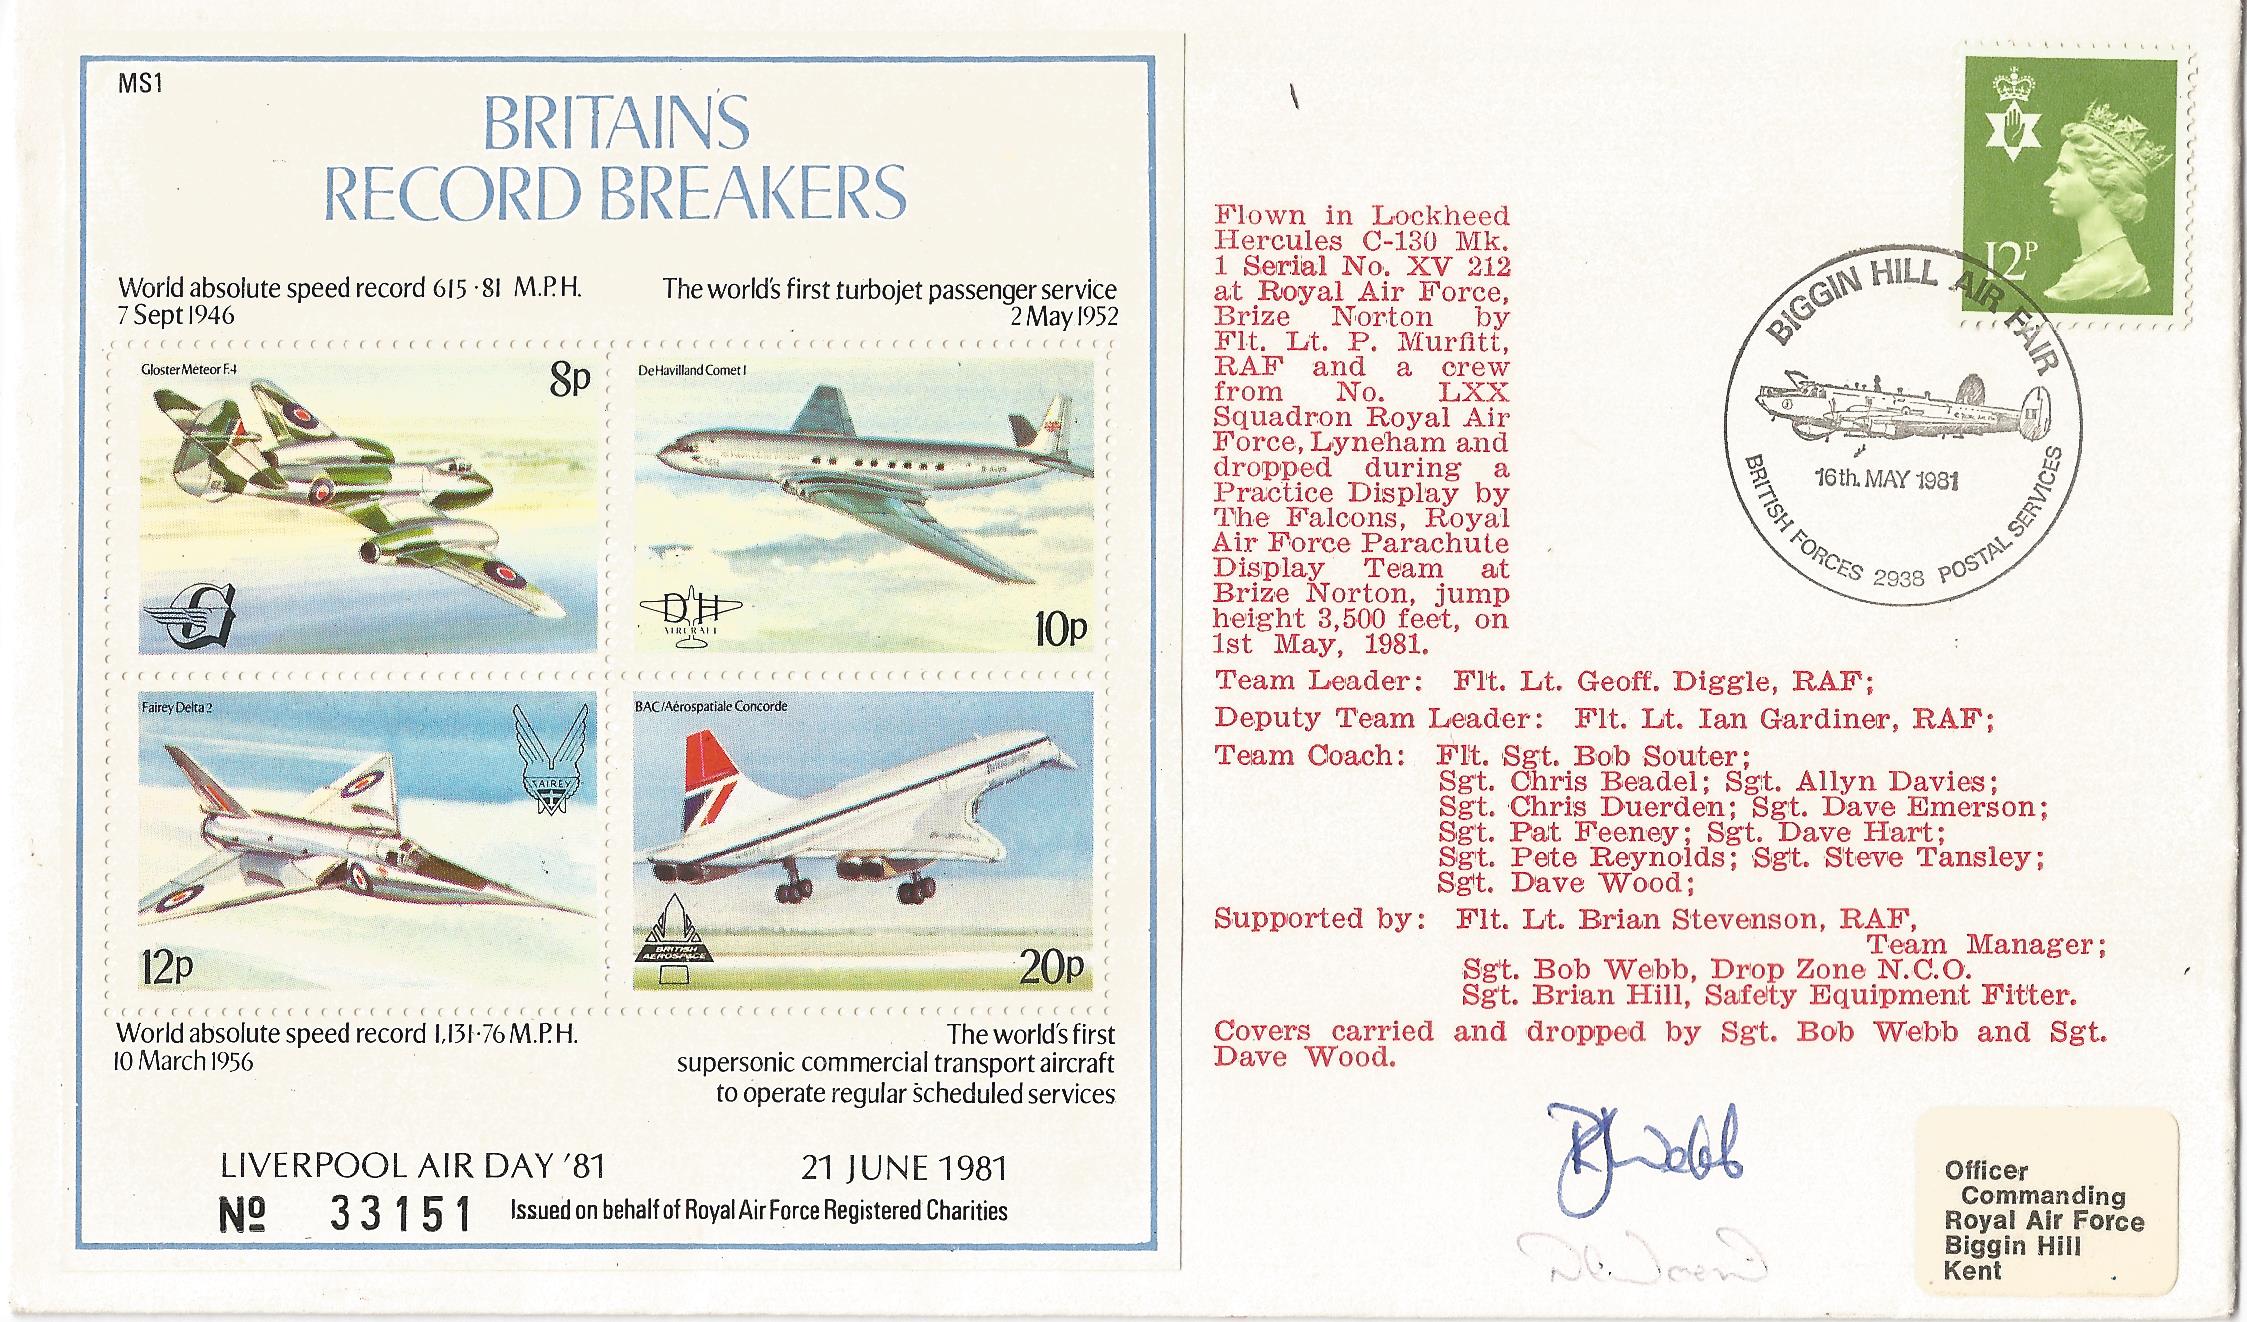 MS1
BRITAIN'S
RECORD BREAKERS
World absolute speed record 615·81 M.P.H.
7 Sept 1946
The world's first turbojet passenger service
2 May 1952
Gloster Meteor F.4
8p
G
De Havilland Comet 1
DH
AIRCRAFT
10p
Fairey Delta 2
FAIREY
12p
BAC/Aérospatiale Concorde
BRITISH
AEROSPACE
20p
World absolute speed record 1,131·76 M.P.H.
10 March 1956
The world's first
supersonic commercial transport aircraft
to operate regular scheduled services
LIVERPOOL AIR DAY '81
21 JUNE 1981
Nº 33151
Issued on behalf of Royal Air Force Registered Charities
Flown in Lockheed
Hercules C-130 Mk.
1 Serial No. XV 212
at Royal Air Force,
Brize Norton by
Flt. Lt. P. Murfitt,
RAF and a crew
from No. LXX
Squadron Royal Air
Force, Lyneham and
dropped during a
Practice Display by
The Falcons, Royal
Air Force Parachute
Display Team at
Brize Norton, jump
height 3,500 feet, on
1st May, 1981.
Team Leader: Flt. Lt. Geoff. Diggle, RAF;
Deputy Team Leader: Flt. Lt. Ian Gardiner, RAF;
Team Coach: Flt. Sgt. Bob Souter;
Sgt. Chris Beadel; Sgt. Allyn Davies;
Sgt. Chris Duerden; Sgt. Dave Emerson;
Sgt. Pat Feeney; Sgt. Dave Hart;
Sgt. Pete Reynolds; Sgt. Steve Tansley;
Sgt. Dave Wood;
Supported by: Flt. Lt. Brian Stevenson, RAF,
Team Manager;
Sgt. Bob Webb, Drop Zone N.C.O.
Sgt. Brian Hill, Safety Equipment Fitter.
Covers carried and dropped by Sgt. Bob Webb and Sgt.
Dave Wood.
12P
BIGGIN HILL AIR FAIR
16th. MAY 1981
BRITISH FORCES 2938 POSTAL SERVICES
RJ Webb
Officer
Commanding
Royal Air Force
Biggin Hill
Kent